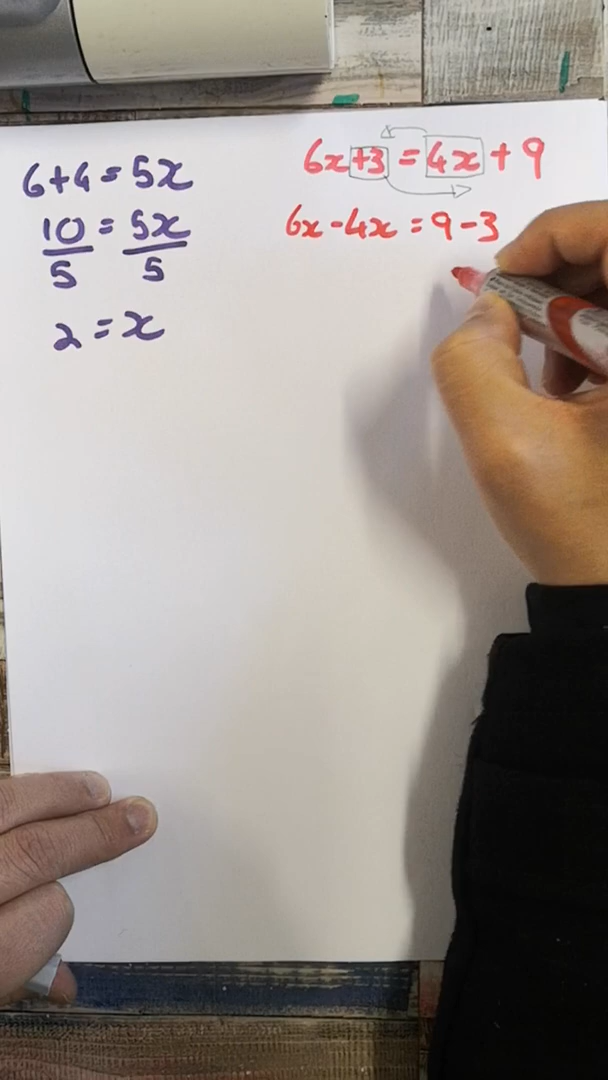 6+4=5x
10/5 = 5x/5
2=x
6x+3=4x+9
6x-4x=9-3